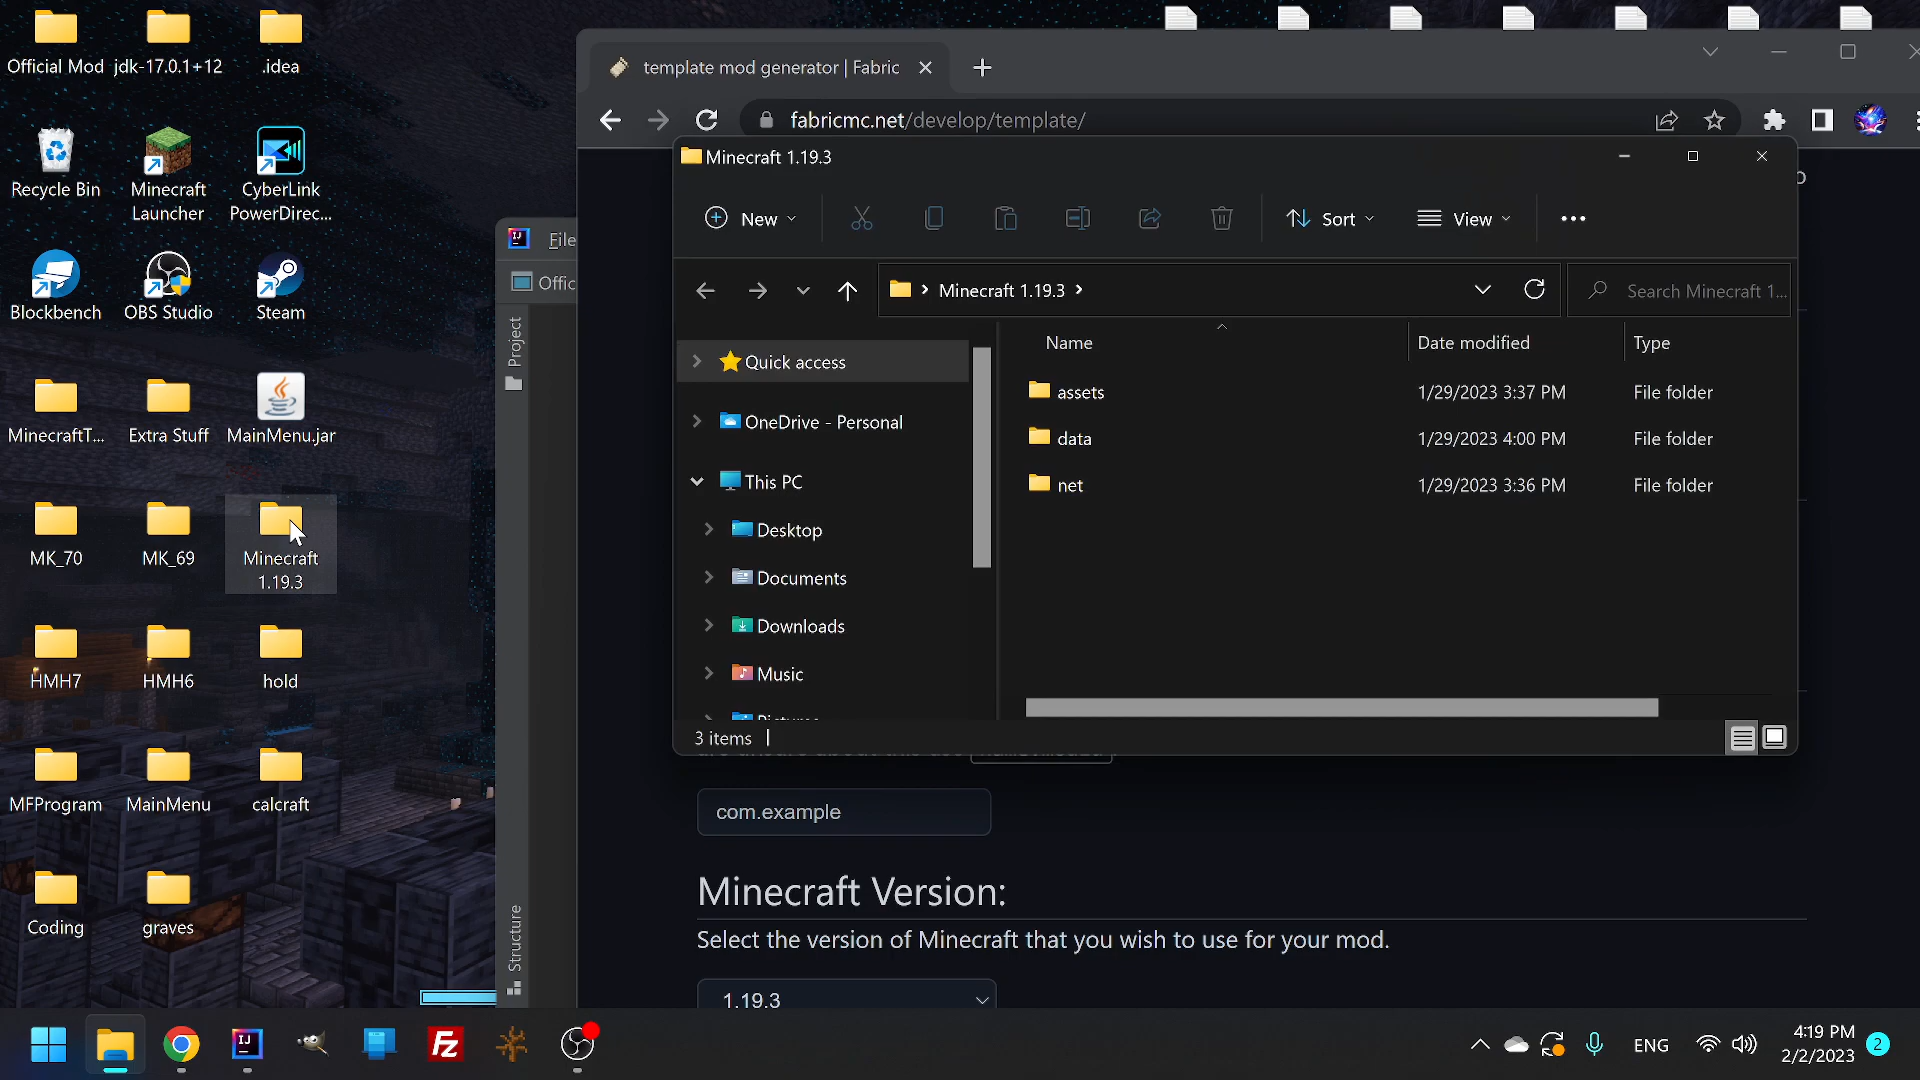 Official Mod
jdk-17.0.1+12
.idea
Recycle Bin
Minecraft
Launcher
CyberLink
PowerDirec...
Blockbench
OBS Studio
Steam
MinecraftT...
Extra Stuff
MainMenu.jar
MK_70
MK_69
Minecraft
1.19.3
HMH7
HMH6
hold
MFProgram
MainMenu
calcraft
Coding
graves
IJ
File
Offic
Project
Structure
template mod generator | Fabric
fabricmc.net/develop/template/
Minecraft 1.19.3
New
Sort
View
Minecraft 1.19.3
Search Minecraft 1...
Quick access
OneDrive - Personal
This PC
Desktop
Documents
Downloads
Music
Name
Date modified
Type
assets
1/29/2023 3:37 PM
File folder
data
1/29/2023 4:00 PM
File folder
net
1/29/2023 3:36 PM
File folder
3 items
com.example
Minecraft Version:
Select the version of Minecraft that you wish to use for your mod.
1.19.3
IJ
Fz
ENG
4:19 PM
2/2/2023
2